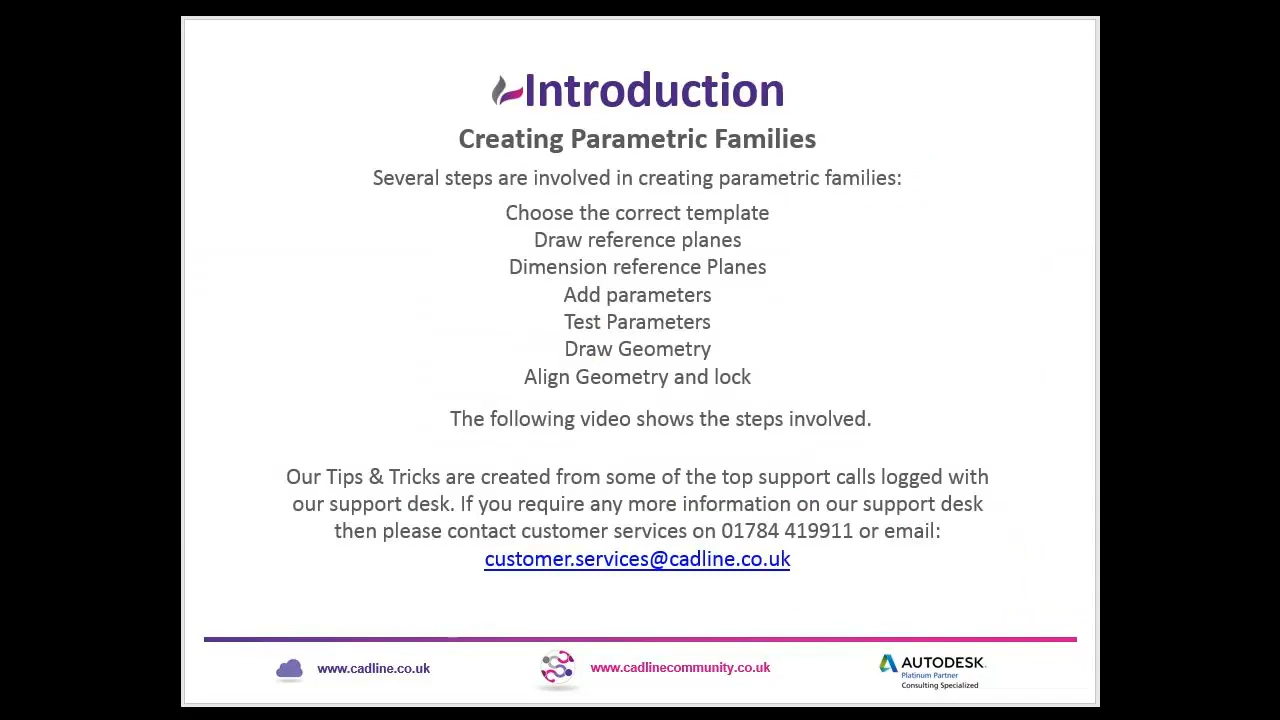 Introduction
Creating Parametric Families
Several steps are involved in creating parametric families:
Choose the correct template
Draw reference planes
Dimension reference Planes
Add parameters
Test Parameters
Draw Geometry
Align Geometry and lock
The following video shows the steps involved.
Our Tips & Tricks are created from some of the top support calls logged with
our support desk. If you require any more information on our support desk
then please contact customer services on 01784 419911 or email:
customer.services@cadline.co.uk
www.cadline.co.uk
www.cadlinecommunity.co.uk
AUTODESK.
Platinum Partner
Consulting Specialized